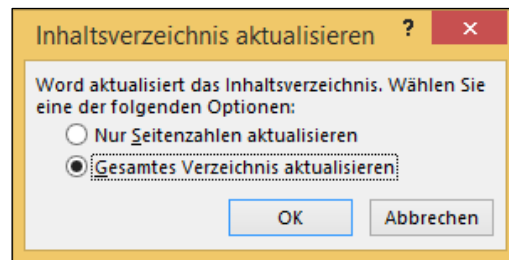 Inhaltsverzeichnis aktualisieren ? ×
Word aktualisiert das Inhaltsverzeichnis. Wählen Sie
eine der folgenden Optionen:
Nur Seitenzahlen aktualisieren
Gesamtes Verzeichnis aktualisieren
OK Abbrechen